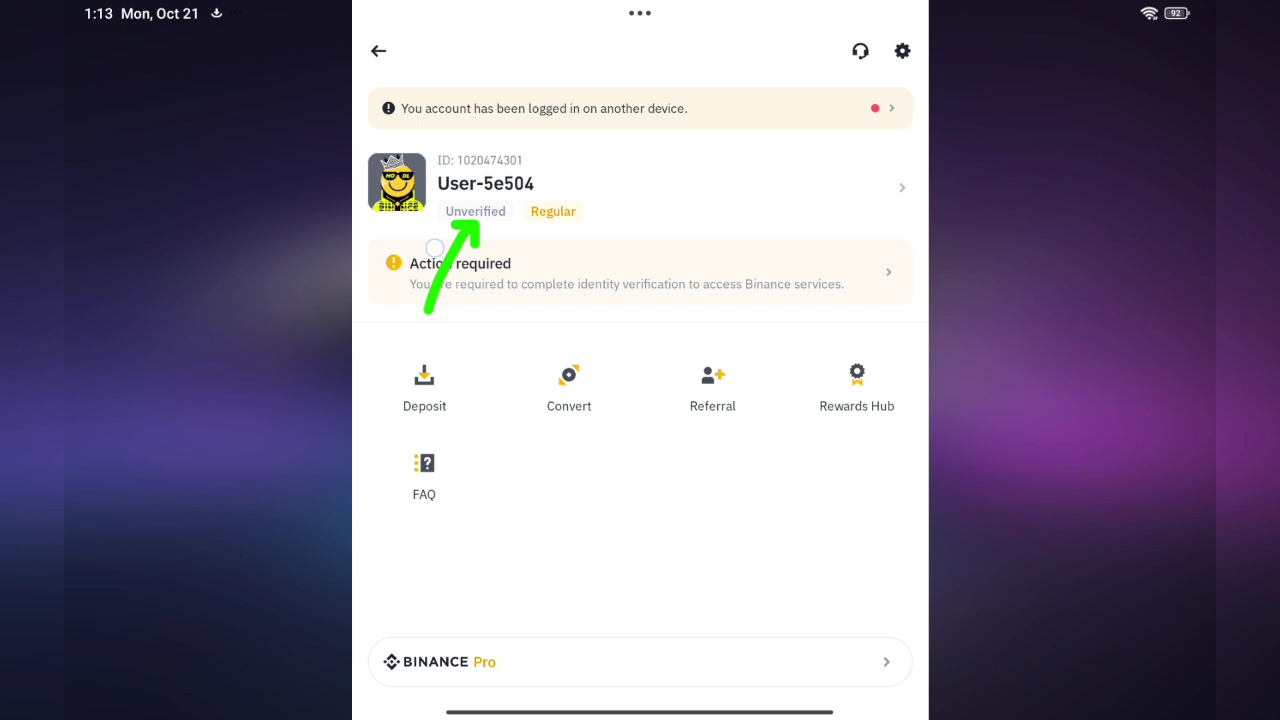 1:13 Mon, Oct 21
92
You account has been logged in on another device.
ID: 1020474301
User-5e504
Unverified Regular
Action required
You are required to complete identity verification to access Binance services.
Deposit Convert Referral Rewards Hub
FAQ
BINANCE Pro